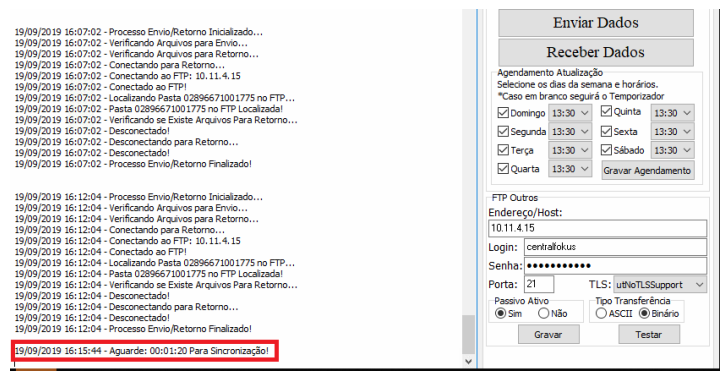 19/09/2019 16:07:02 - Processo Envio/Retorno Inicializado...
19/09/2019 16:07:02 - Verificando Arquivos para Envio...
19/09/2019 16:07:02 - Verificando Arquivos para Retorno...
19/09/2019 16:07:02 - Conectando para Retorno...
19/09/2019 16:07:02 - Conectando ao FTP: 10.11.4.15
19/09/2019 16:07:02 - Conectado ao FTP!
19/09/2019 16:07:02 - Localizando Pasta 02896671001775 no FTP...
19/09/2019 16:07:02 - Pasta 02896671001775 no FTP Localizada!
19/09/2019 16:07:02 - Verificando se Existe Arquivos Para Retorno...
19/09/2019 16:07:02 - Desconectado!
19/09/2019 16:07:02 - Desconectando para Retorno...
19/09/2019 16:07:02 - Desconectado!
19/09/2019 16:07:02 - Processo Envio/Retorno Finalizado!
19/09/2019 16:12:04 - Processo Envio/Retorno Inicializado...
19/09/2019 16:12:04 - Verificando Arquivos para Envio...
19/09/2019 16:12:04 - Verificando Arquivos para Retorno...
19/09/2019 16:12:04 - Conectando para Retorno...
19/09/2019 16:12:04 - Conectando ao FTP: 10.11.4.15
19/09/2019 16:12:04 - Conectado ao FTP!
19/09/2019 16:12:04 - Localizando Pasta 02896671001775 no FTP...
19/09/2019 16:12:04 - Pasta 02896671001775 no FTP Localizada!
19/09/2019 16:12:04 - Verificando se Existe Arquivos Para Retorno...
19/09/2019 16:12:04 - Desconectado!
19/09/2019 16:12:04 - Desconectando para Retorno...
19/09/2019 16:12:04 - Desconectado!
19/09/2019 16:12:04 - Processo Envio/Retorno Finalizado!
19/09/2019 16:15:44 - Aguarde: 00:01:20 Para Sincronização!
Enviar Dados
Receber Dados
Agendamento Atualização
Selecione os dias da semana e horários.
*Caso em branco seguirá o Temporizador
Domingo 13:30 Quinta 13:30
Segunda 13:30 Sexta 13:30
Terça 13:30 Sábado 13:30
Quarta 13:30 Gravar Agendamento
FTP Outros
Endereço/Host:
10.11.4.15
Login: centralfokus
Senha: •••••••••••
Porta: 21 TLS: utNoTLSSupport
Passivo Ativo Tipo Transferência
Sim Não ASCII Binário
Gravar Testar